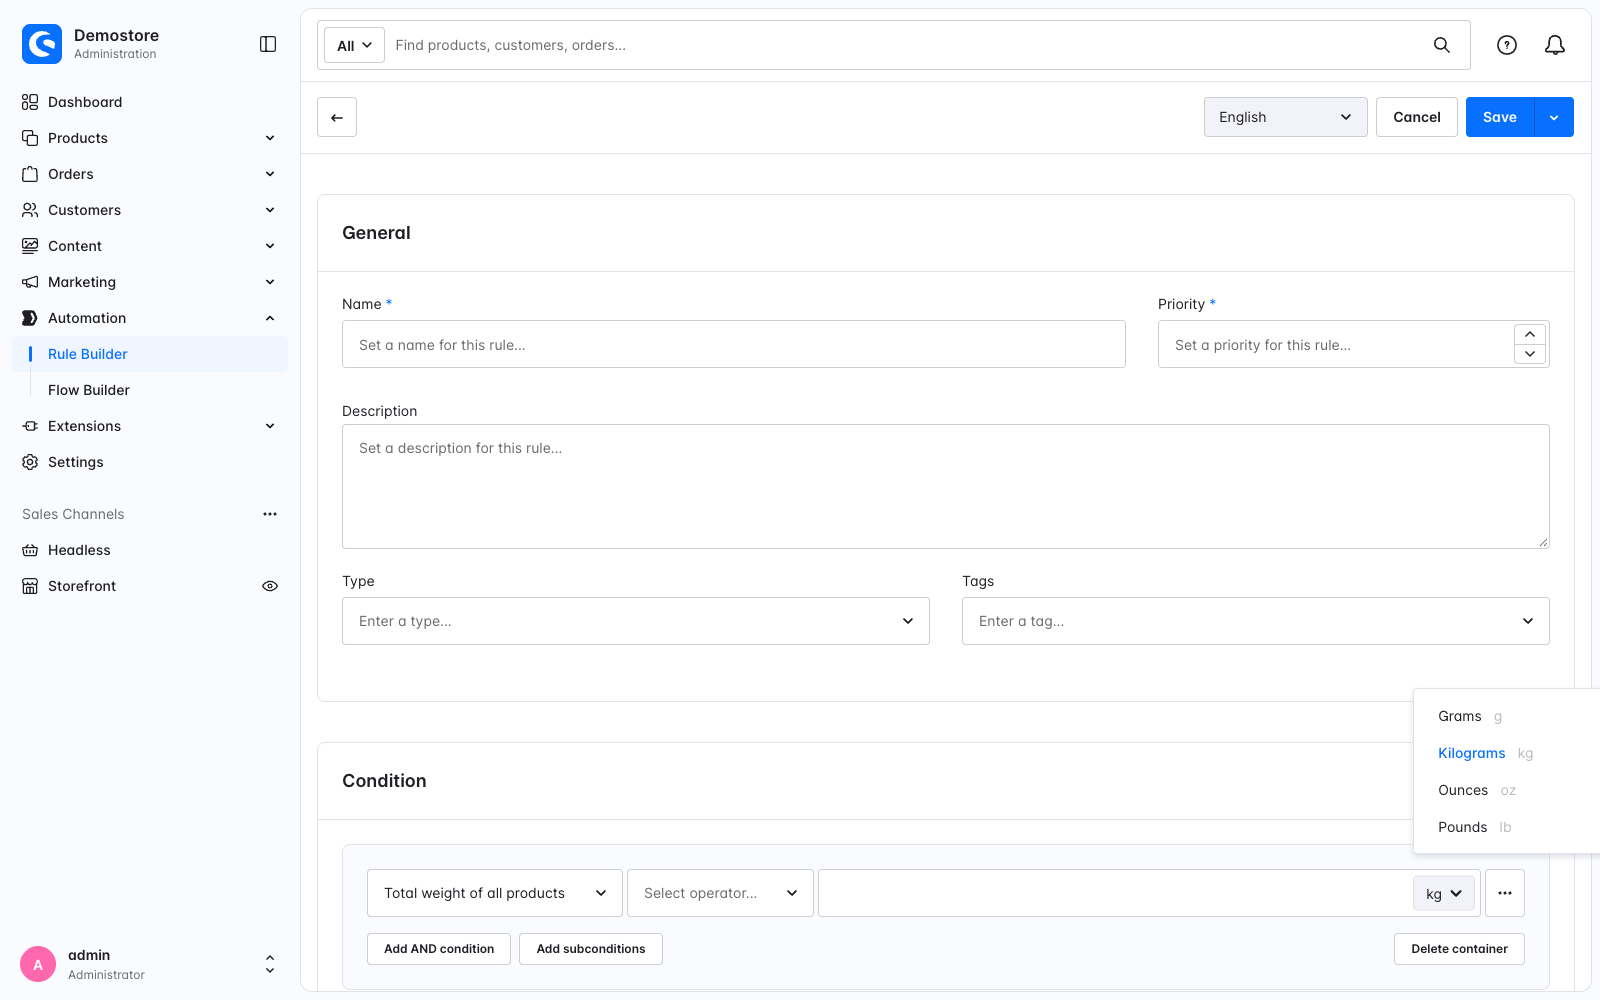 Demostore
Administration
All
Find products, customers, orders...
Dashboard
Products
Orders
Customers
Content
Marketing
Automation
Rule Builder
Flow Builder
Extensions
Settings
Sales Channels
Headless
Storefront
A
admin
Administrator
English
Cancel
Save
General
Name *
Priority *
Set a name for this rule...
Set a priority for this rule...
Description
Set a description for this rule...
Type
Tags
Enter a type...
Enter a tag...
Grams g
Kilograms kg
Ounces oz
Pounds lb
Condition
Total weight of all products
Select operator...
kg
Add AND condition
Add subconditions
Delete container